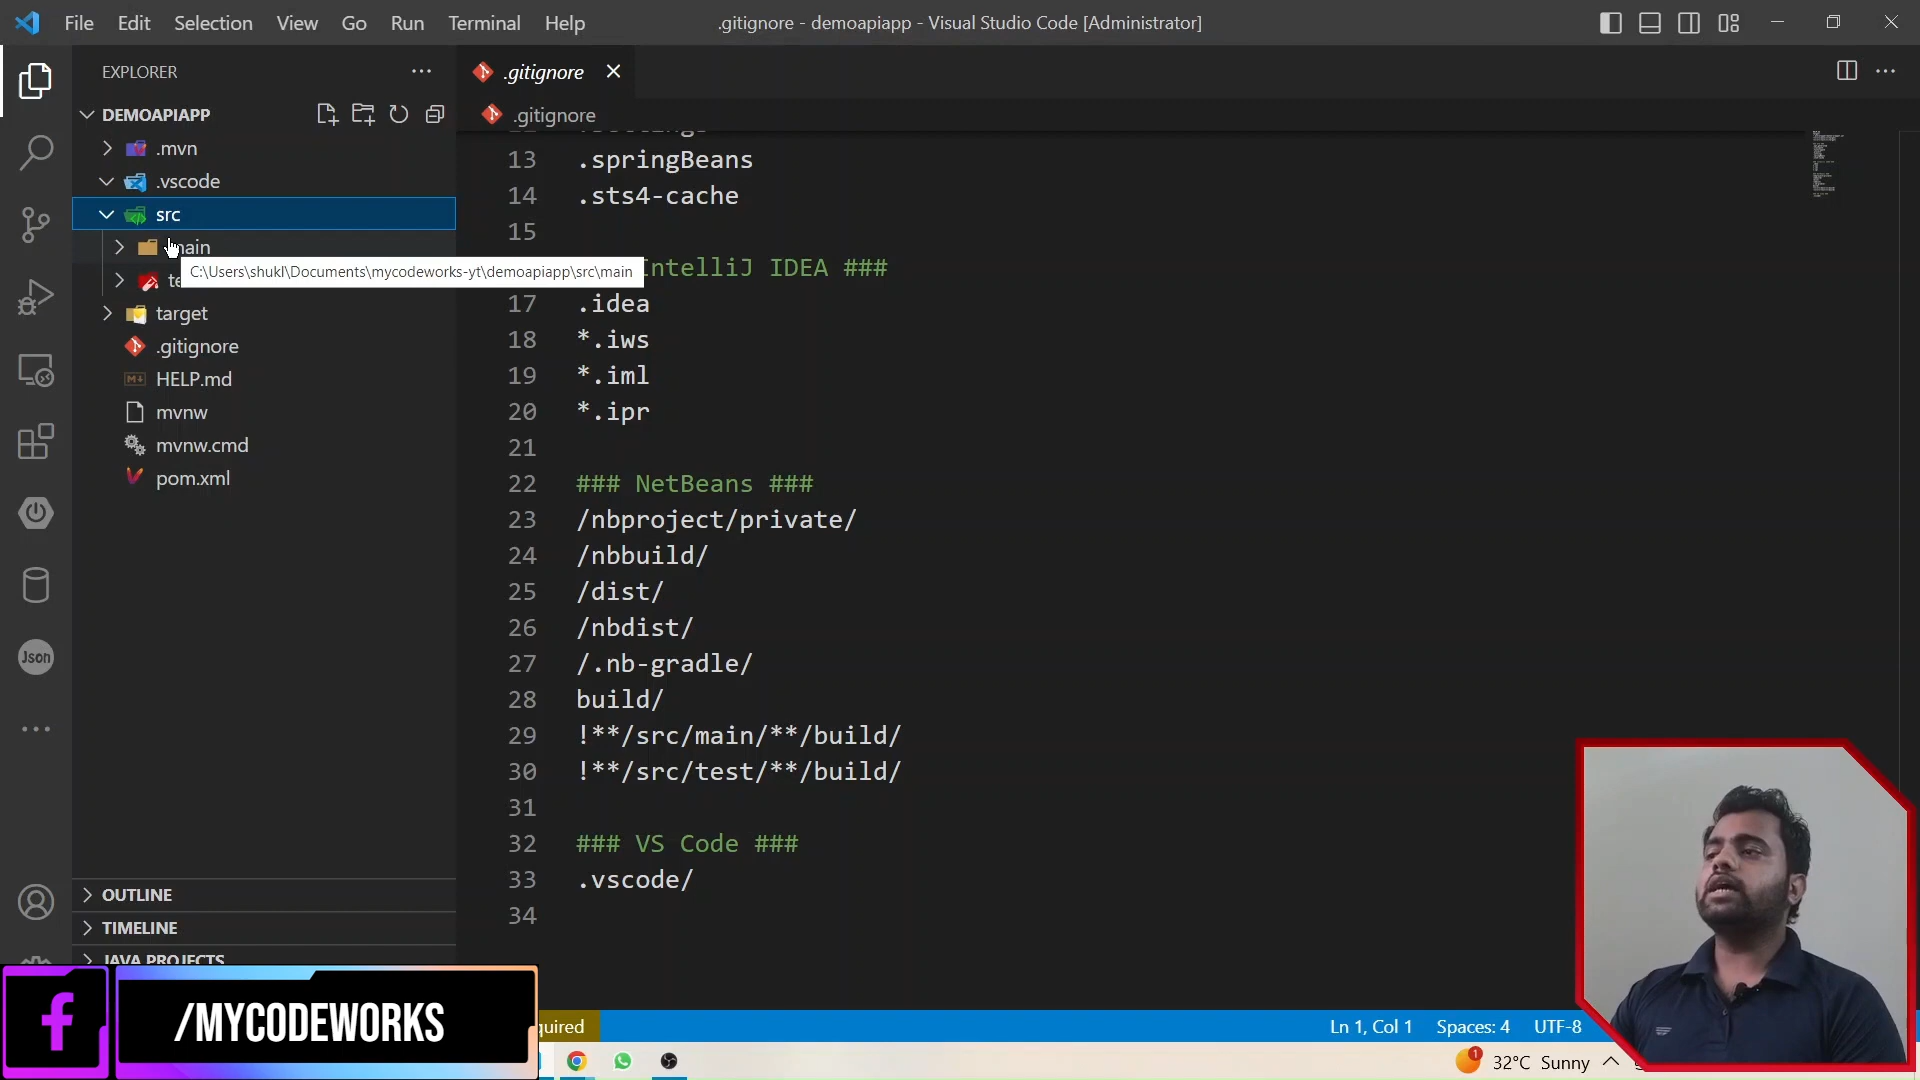 File Edit Selection View Go Run Terminal Help
.gitignore - demoapiapp - Visual Studio Code [Administrator]
EXPLORER
DEMOAPIAPP
.mvn
.vscode
src
main
C:\Users\shukl\Documents\mycodeworks-yt\demoapiapp\src\main
target
.gitignore
HELP.md
mvnw
mvnw.cmd
pom.xml
OUTLINE
TIMELINE
JAVA PROJECTS
Json
.gitignore
.gitignore
13 .springBeans
14 .sts4-cache
15
IntelliJ IDEA ###
17 .idea
18 *.iws
19 *.iml
20 *.ipr
21
22 ### NetBeans ###
23 /nbproject/private/
24 /nbbuild/
25 /dist/
26 /nbdist/
27 /.nb-gradle/
28 build/
29 !**/src/main/**/build/
30 !**/src/test/**/build/
31
32 ### VS Code ###
33 .vscode/
34
/MYCODEWORKS
quired
Ln 1, Col 1 Spaces: 4 UTF-8
1 32°C Sunny